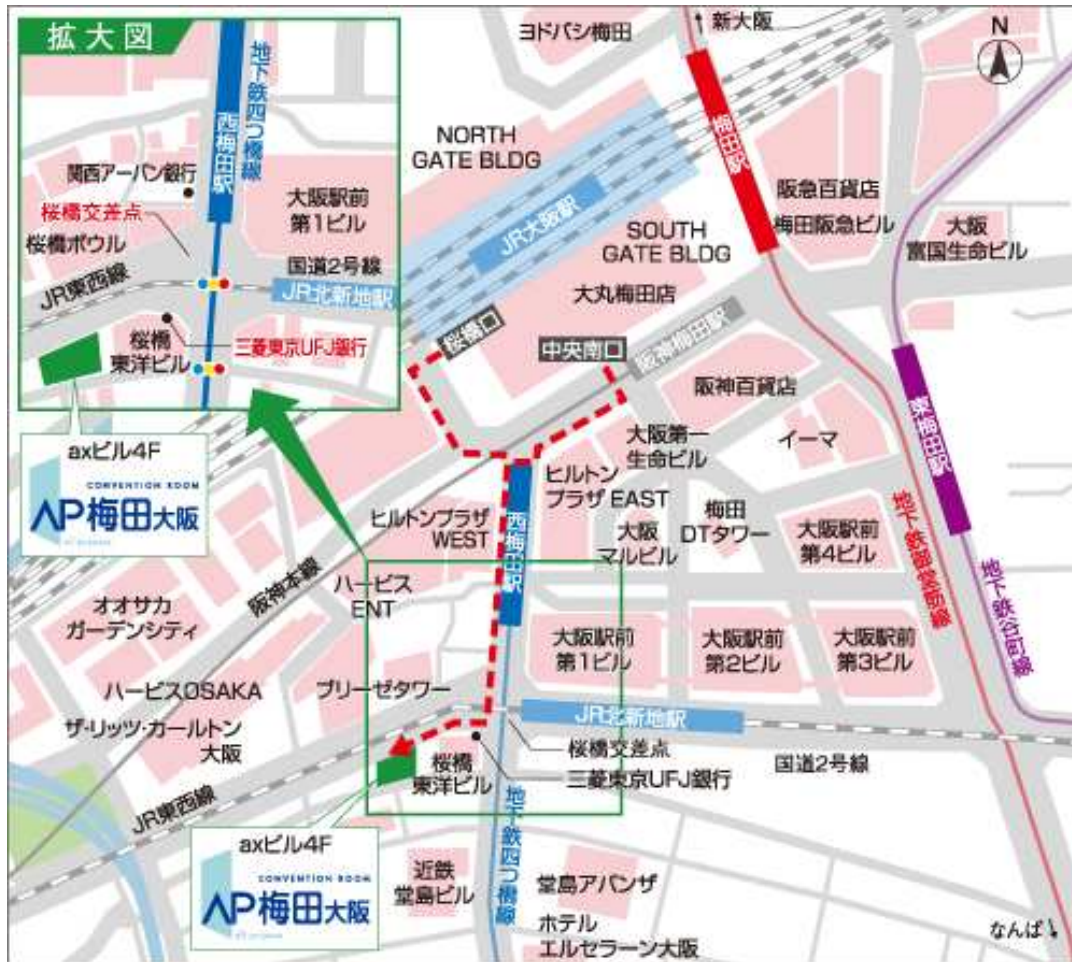 拡大図
地下鉄四つ橋線
西梅田駅
関西アーバン銀行
桜橋交差点
桜橋ボウル
大阪駅前
第1ビル
国道2号線
JR東西線
JR北新地駅
桜橋
東洋ビル
三菱東京UFJ銀行
axビル4F
CONVENTION ROOM
AP梅田大阪
ヨドバシ梅田
新大阪
N
梅田駅
NORTH
GATE BLDG
JR大阪駅
SOUTH
GATE BLDG
阪急百貨店
梅田阪急ビル
大阪
富国生命ビル
大丸梅田店
桜橋口
中央南口
阪神梅田駅
阪神百貨店
東梅田駅
大阪第一
生命ビル
イーマ
ヒルトン
プラザ EAST
西梅田駅
ヒルトンプラザ
WEST
大阪
マルビル
梅田
DTタワー
大阪駅前
第4ビル
地下鉄御堂筋線
地下鉄谷町線
阪神本線
ハービス
ENT
オオサカ
ガーデンシティ
大阪駅前
第1ビル
大阪駅前
第2ビル
大阪駅前
第3ビル
ハービスOSAKA
ブリーゼタワー
ザ・リッツ・カールトン
大阪
JR北新地駅
桜橋交差点
国道2号線
桜橋
東洋ビル
三菱東京UFJ銀行
JR東西線
地下鉄四つ橋線
axビル4F
CONVENTION ROOM
AP梅田大阪
近鉄
堂島ビル
堂島アバンザ
ホテル
エルセラーン大阪
なんば